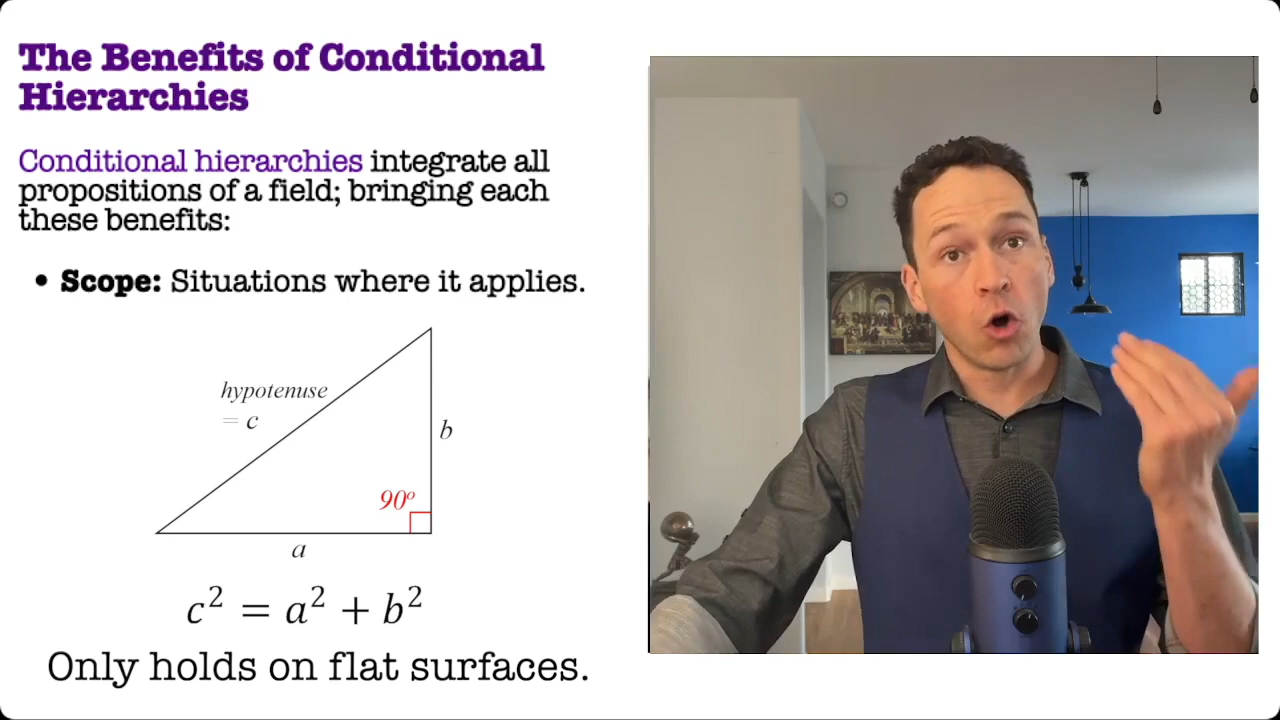 The Benefits of Conditional
Hierarchies
Conditional hierarchies integrate all
propositions of a field; bringing each
these benefits:
• Scope: Situations where it applies.
hypotenuse
= c
b
90º
a
c² = a² + b²
Only holds on flat surfaces.